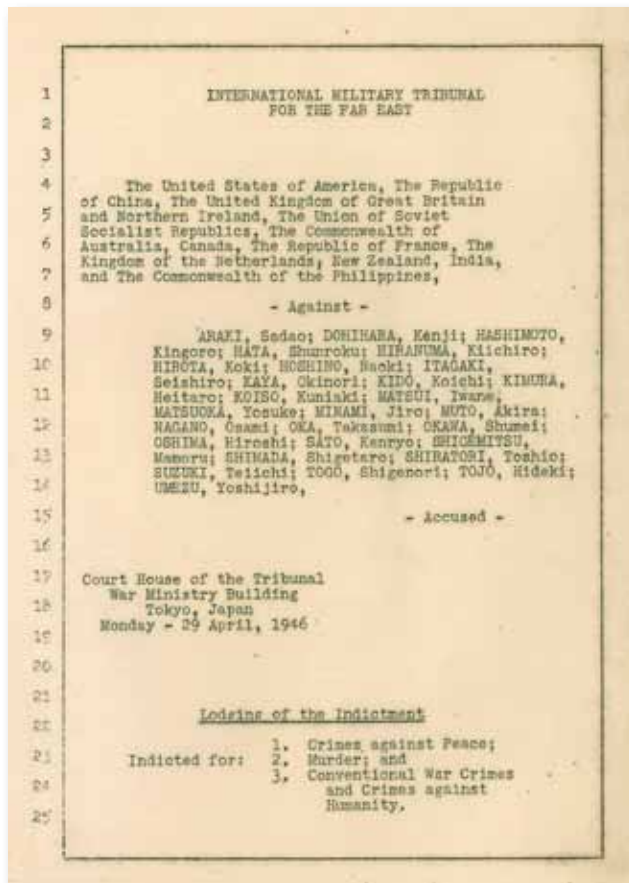 1 INTERNATIONAL MILITARY TRIBUNAL
FOR THE FAR EAST
2
3
4 The United States of America, The Republic
of China, The United Kingdom of Great Britain
5 and Northern Ireland, The Union of Soviet
Socialist Republics, The Commonwealth of
6 Australia, Canada, The Republic of France, The
Kingdom of the Netherlands, New Zealand, India,
7 and The Commonwealth of the Philippines,
8 - Against -
9 ARAKI, Sadao; DOHIHARA, Kenji; HASHIMOTO,
Kingoro; HATA, Shunroku; HIRANUMA, Kiichiro;
10 HIROTA, Koki; HOSHINO, Naoki; ITAGAKI,
Seishiro; KAYA, Okinori; KIDO, Koichi; KIMURA,
11 Heitaro; KOISO, Kuniaki; MATSUI, Iwane,
MATSUOKA, Yosuke; MINAMI, Jiro; MUTO, Akira;
12 NAGANO, Osami; OKA, Takasumi; OKAWA, Shumei;
OSHIMA, Hiroshi; SATO, Kenryo; SHIGEMITSU,
13 Mamoru; SHIMADA, Shigetaro; SHIRATORI, Toshio;
SUZUKI, Teiichi; TOGO, Shigenori; TOJO, Hideki;
14 UMEZU, Yoshijiro,
15 - Accused -
16
17 Court House of the Tribunal
War Ministry Building
18 Tokyo, Japan
Monday - 29 April, 1946
19
20
21
22 Lodging of the Indictment
1. Crimes against Peace;
23 Indicted for: 2. Murder; and
3. Conventional War Crimes
24 and Crimes against
Humanity.
25